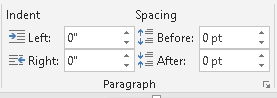 Indent Spacing
Left: 0" Before: 0 pt
Right: 0" After: 0 pt
Paragraph